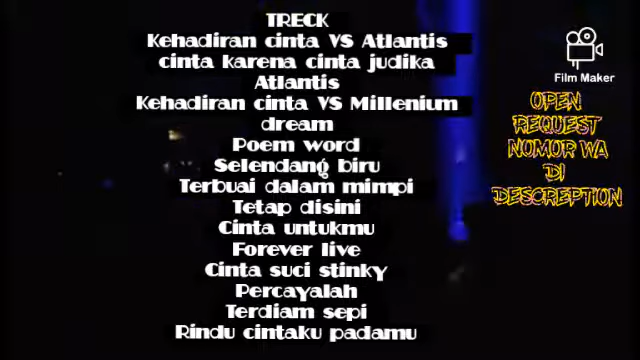 TRECK
Kehadiran cinta VS Atlantis
cinta karena cinta judika
Atlantis
Kehadiran cinta VS Millenium
dream
Poem word
Selendang biru
Terbuai dalam mimpi
Tetap disini
Cinta untukmu
Forever live
Cinta suci stinky
Percayalah
Terdiam sepi
Rindu cintaku padamu
Film Maker
OPEN
REQUEST
NOMOR WA
DI
DESCREPTION